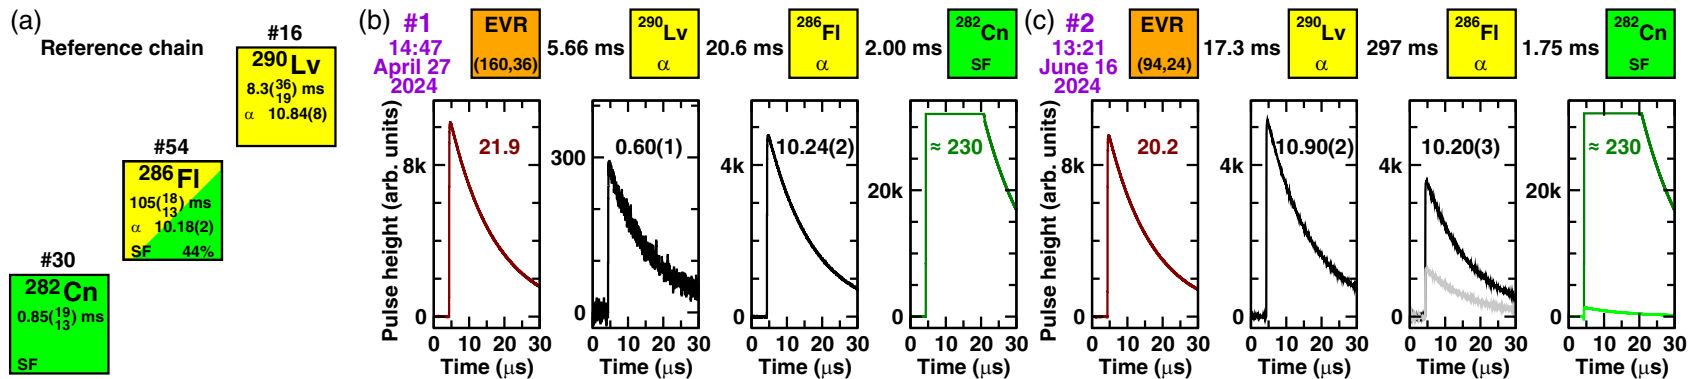 (a)
Reference chain
#16
²⁹⁰Lv
8.3(³⁶₁₉) ms
α 10.84(8)
#54
²⁸⁶Fl
105(¹⁸₁₃) ms
α 10.18(2)
SF 44%
#30
²⁸²Cn
0.85(¹⁹₁₃) ms
SF
(b)
#1
14:47
April 27
2024
EVR
(160,36)
5.66 ms
²⁹⁰Lv
α
20.6 ms
²⁸⁶Fl
α
2.00 ms
²⁸²Cn
SF
Pulse height (arb. units)
8k
0
21.9
0 10 20 30
Time (μs)
300
0
0.60(1)
0 10 20 30
Time (μs)
4k
0
10.24(2)
0 10 20 30
Time (μs)
20k
0
≈ 230
0 10 20 30
Time (μs)
(c)
#2
13:21
June 16
2024
EVR
(94,24)
17.3 ms
²⁹⁰Lv
α
297 ms
²⁸⁶Fl
α
1.75 ms
²⁸²Cn
SF
Pulse height (arb. units)
8k
0
20.2
0 10 20 30
Time (μs)
4k
0
10.90(2)
0 10 20 30
Time (μs)
4k
0
10.20(3)
0 10 20 30
Time (μs)
20k
0
≈ 230
0 10 20 30
Time (μs)